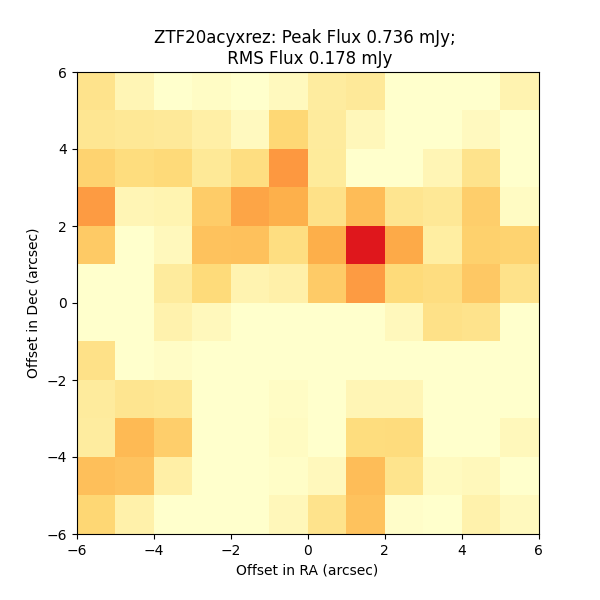 ZTF20acyxrez: Peak Flux 0.736 mJy;
RMS Flux 0.178 mJy
6
4
2
0
−2
−4
−6
Offset in Dec (arcsec)
−6 −4 −2 0 2 4 6
Offset in RA (arcsec)